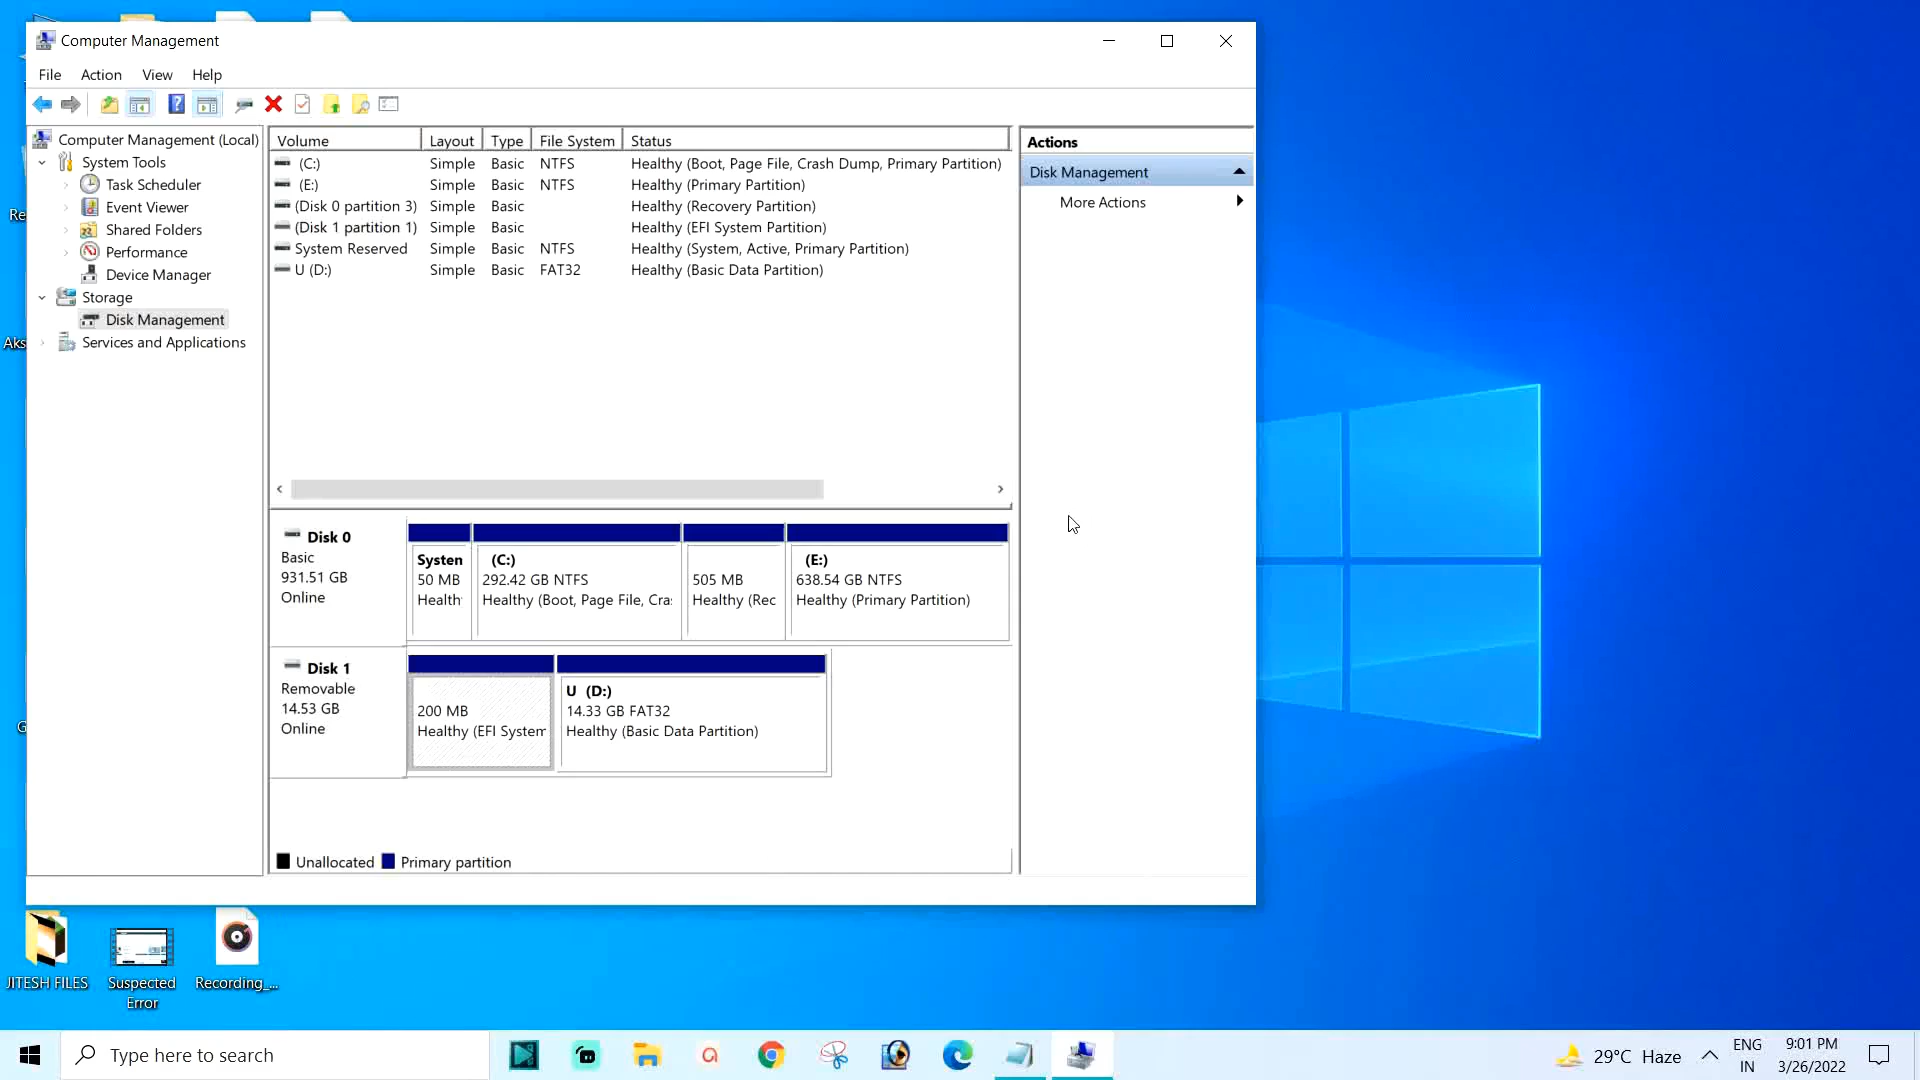 Computer Management
File Action View Help
Computer Management (Local)
System Tools
Task Scheduler
Event Viewer
Shared Folders
Performance
Device Manager
Storage
Disk Management
Services and Applications
Volume Layout Type File System Status
(C:) Simple Basic NTFS Healthy (Boot, Page File, Crash Dump, Primary Partition)
(E:) Simple Basic NTFS Healthy (Primary Partition)
(Disk 0 partition 3) Simple Basic Healthy (Recovery Partition)
(Disk 1 partition 1) Simple Basic Healthy (EFI System Partition)
System Reserved Simple Basic NTFS Healthy (System, Active, Primary Partition)
U (D:) Simple Basic FAT32 Healthy (Basic Data Partition)
Disk 0
Basic
931.51 GB
Online
Systen
50 MB
Health
(C:)
292.42 GB NTFS
Healthy (Boot, Page File, Cra
505 MB
Healthy (Rec
(E:)
638.54 GB NTFS
Healthy (Primary Partition)
Disk 1
Removable
14.53 GB
Online
200 MB
Healthy (EFI System
U (D:)
14.33 GB FAT32
Healthy (Basic Data Partition)
Unallocated Primary partition
Actions
Disk Management
More Actions
Re
Aks
G
JITESH FILES
Suspected
Error
Recording_...
Type here to search
29°C Haze
ENG
IN
9:01 PM
3/26/2022